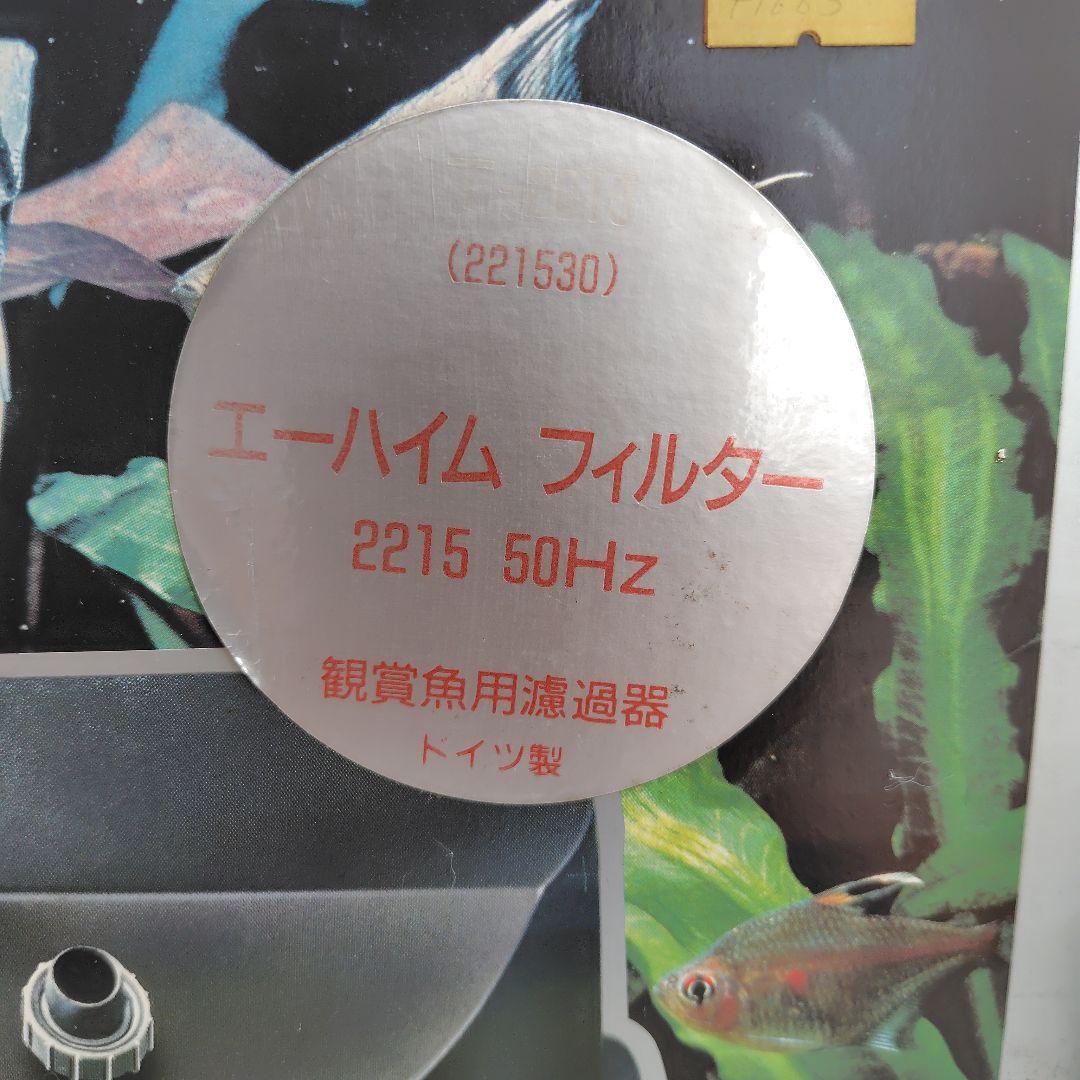 (221530)
エーハイム フィルター
2215 50Hz
観賞魚用濾過器
ドイツ製